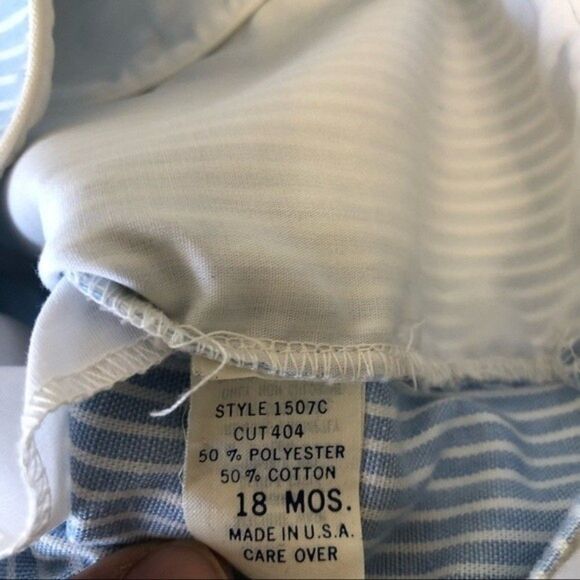 STYLE 1507C
CUT 404
50 % POLYESTER
50 % COTTON
18 MOS.
MADE IN U.S.A.
CARE OVER